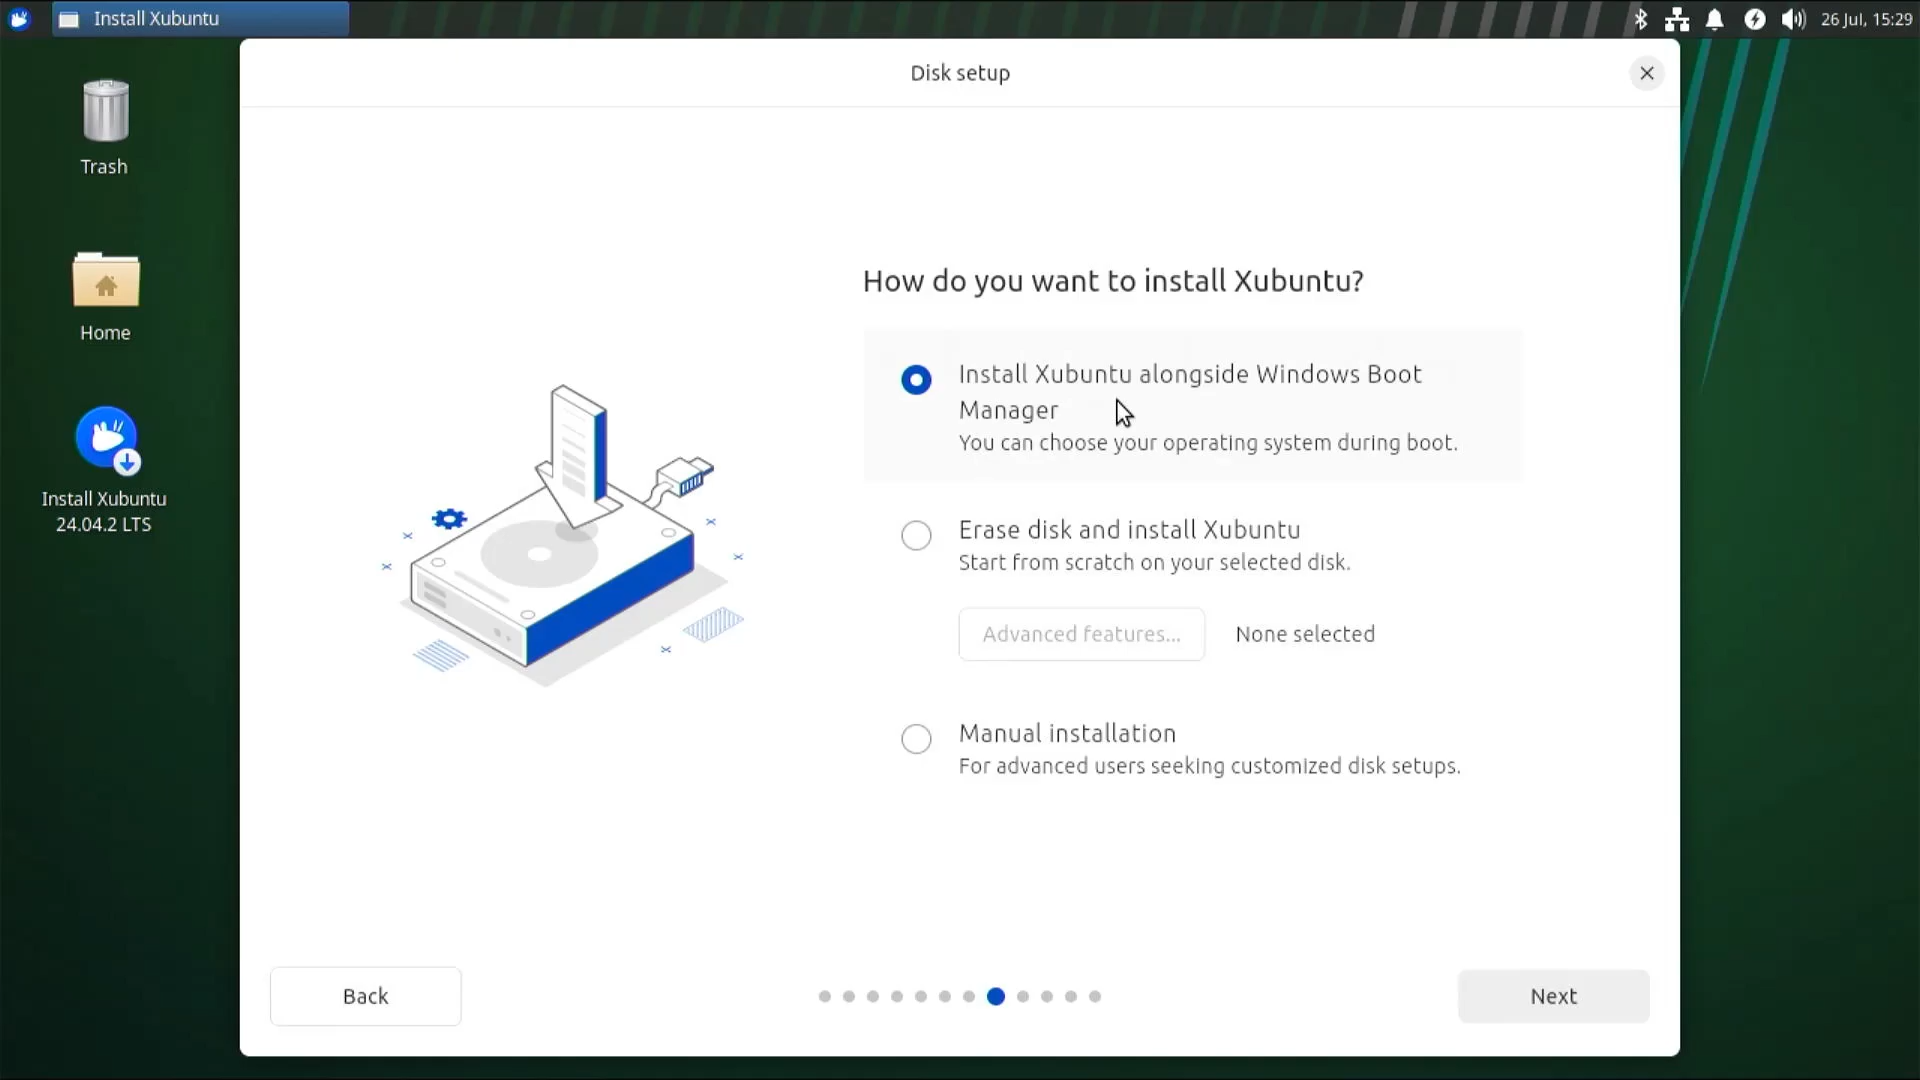 Install Xubuntu
26 Jul, 15:29
Disk setup
Trash
Home
Install Xubuntu
24.04.2 LTS
How do you want to install Xubuntu?
Install Xubuntu alongside Windows Boot
Manager
You can choose your operating system during boot.
Erase disk and install Xubuntu
Start from scratch on your selected disk.
Advanced features...
None selected
Manual installation
For advanced users seeking customized disk setups.
Back
Next